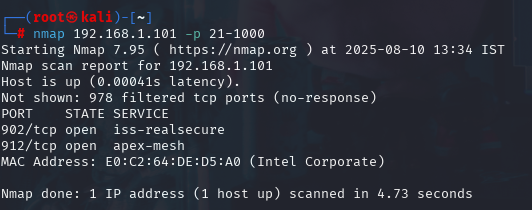 ┌──(root㉿kali)-[~]
└─# nmap 192.168.1.101 -p 21-1000
Starting Nmap 7.95 ( https://nmap.org ) at 2025-08-10 13:34 IST
Nmap scan report for 192.168.1.101
Host is up (0.00041s latency).
Not shown: 978 filtered tcp ports (no-response)
PORT    STATE SERVICE
902/tcp open  iss-realsecure
912/tcp open  apex-mesh
MAC Address: E0:C2:64:DE:D5:A0 (Intel Corporate)
Nmap done: 1 IP address (1 host up) scanned in 4.73 seconds